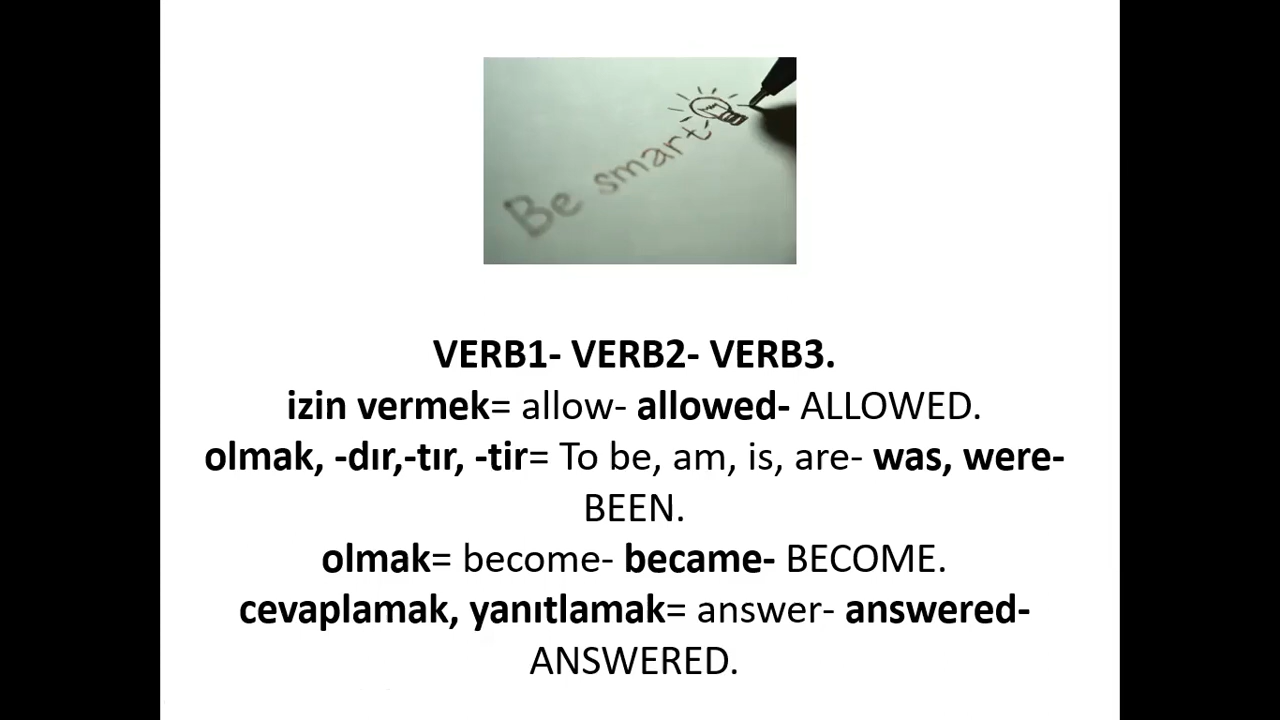 Be smart
VERB1- VERB2- VERB3.
izin vermek= allow- allowed- ALLOWED.
olmak, -dır,-tır, -tir= To be, am, is, are- was, were-
BEEN.
olmak= become- became- BECOME.
cevaplamak, yanıtlamak= answer- answered-
ANSWERED.